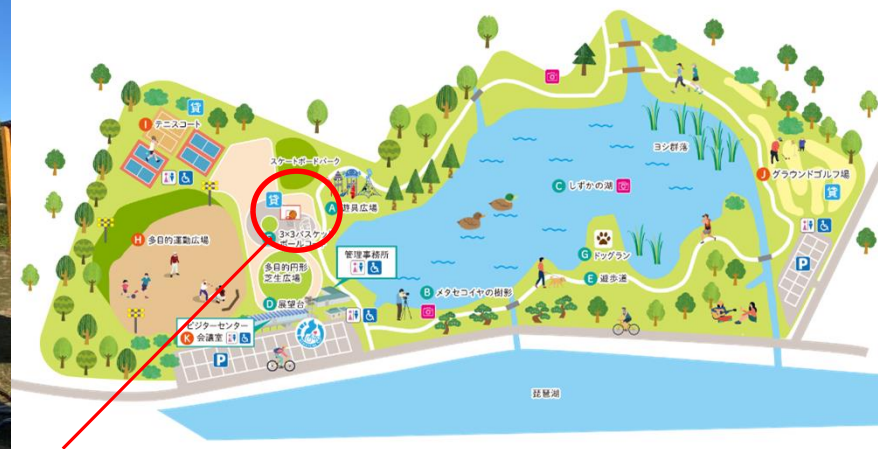 I テニスコート
貸
スケートボードパーク
貸
A 遊具広場
3×3バスケッ
ボールコ
H 多目的運動広場
多目的円形
芝生広場
管理事務所
D 展望台
ビジターセンター
K 会議室
P
B メタセコイヤの樹影
C しずかの湖
ヨシ群落
J グラウンドゴルフ場
貸
G ドッグラン
E 遊歩道
P
琵琶湖